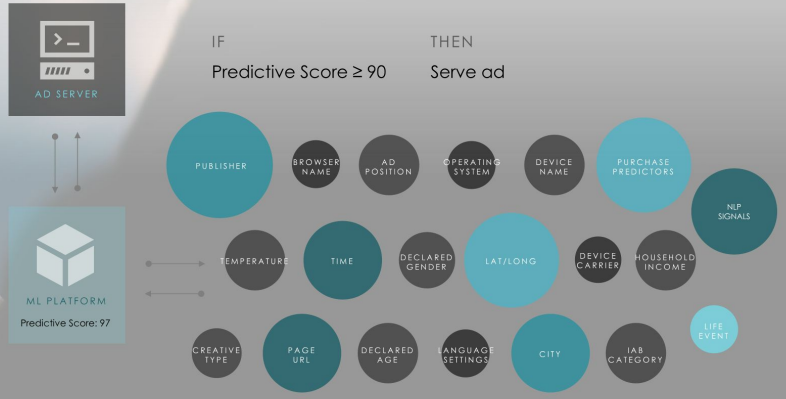 >_
AD SERVER
IF
THEN
Predictive Score ≥ 90
Serve ad
PUBLISHER
BROWSER
NAME
AD
POSITION
OPERATING
SYSTEM
DEVICE
NAME
PURCHASE
PREDICTORS
NLP
SIGNALS
TEMPERATURE
TIME
DECLARED
GENDER
LAT/LONG
DEVICE
CARRIER
HOUSEHOLD
INCOME
ML PLATFORM
Predictive Score: 97
CREATIVE
TYPE
PAGE
URL
DECLARED
AGE
LANGUAGE
SETTINGS
CITY
IAB
CATEGORY
LIFE
EVENT